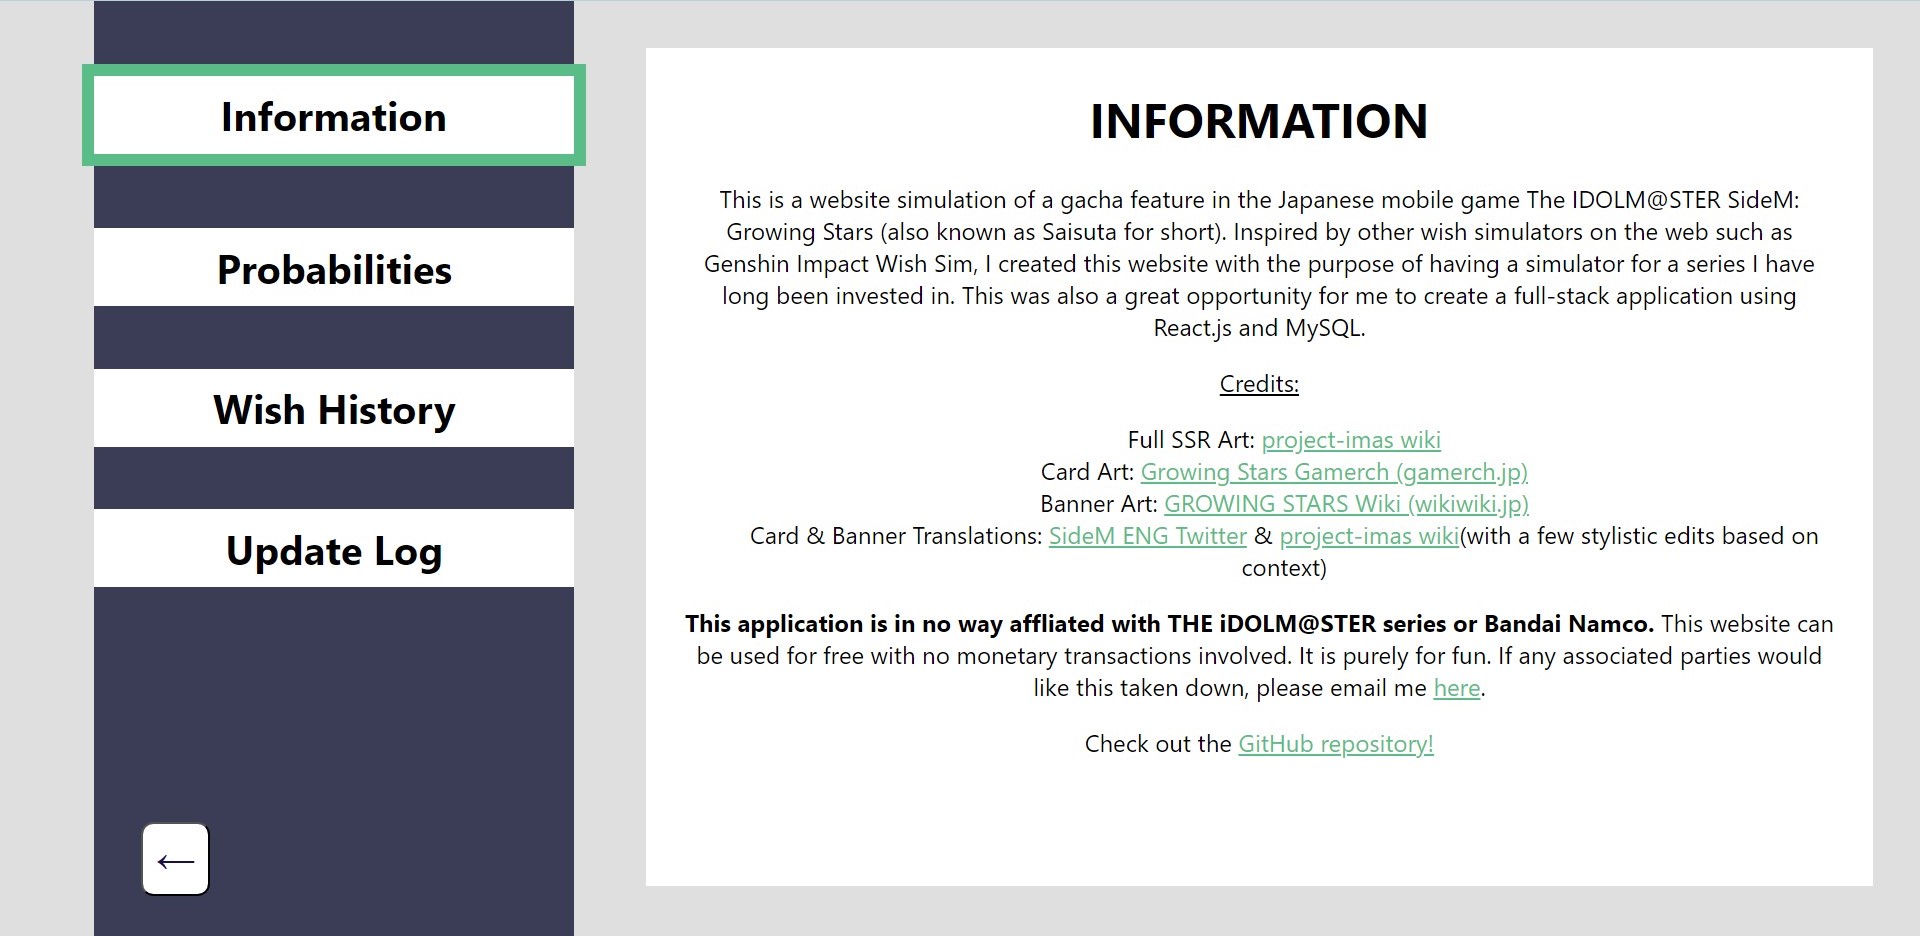 Information
Probabilities
Wish History
Update Log
←
INFORMATION
This is a website simulation of a gacha feature in the Japanese mobile game The IDOLM@STER SideM:
Growing Stars (also known as Saisuta for short). Inspired by other wish simulators on the web such as
Genshin Impact Wish Sim, I created this website with the purpose of having a simulator for a series I have
long been invested in. This was also a great opportunity for me to create a full-stack application using
React.js and MySQL.
Credits:
Full SSR Art: project-imas wiki
Card Art: Growing Stars Gamerch (gamerch.jp)
Banner Art: GROWING STARS Wiki (wikiwiki.jp)
Card & Banner Translations: SideM ENG Twitter & project-imas wiki(with a few stylistic edits based on
context)
This application is in no way affliated with THE iDOLM@STER series or Bandai Namco. This website can
be used for free with no monetary transactions involved. It is purely for fun. If any associated parties would
like this taken down, please email me here.
Check out the GitHub repository!